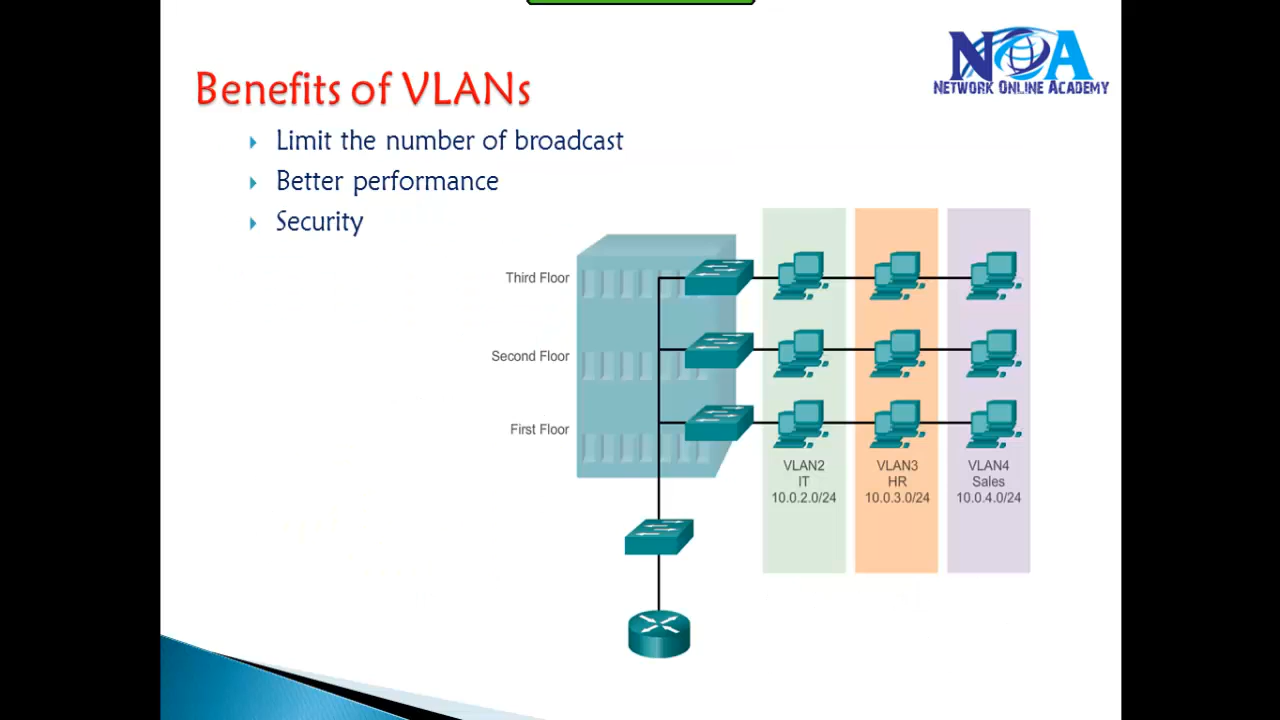 NOA
NETWORK ONLINE ACADEMY
Benefits of VLANs
Limit the number of broadcast
Better performance
Security
Third Floor
Second Floor
First Floor
VLAN2
IT
10.0.2.0/24
VLAN3
HR
10.0.3.0/24
VLAN4
Sales
10.0.4.0/24